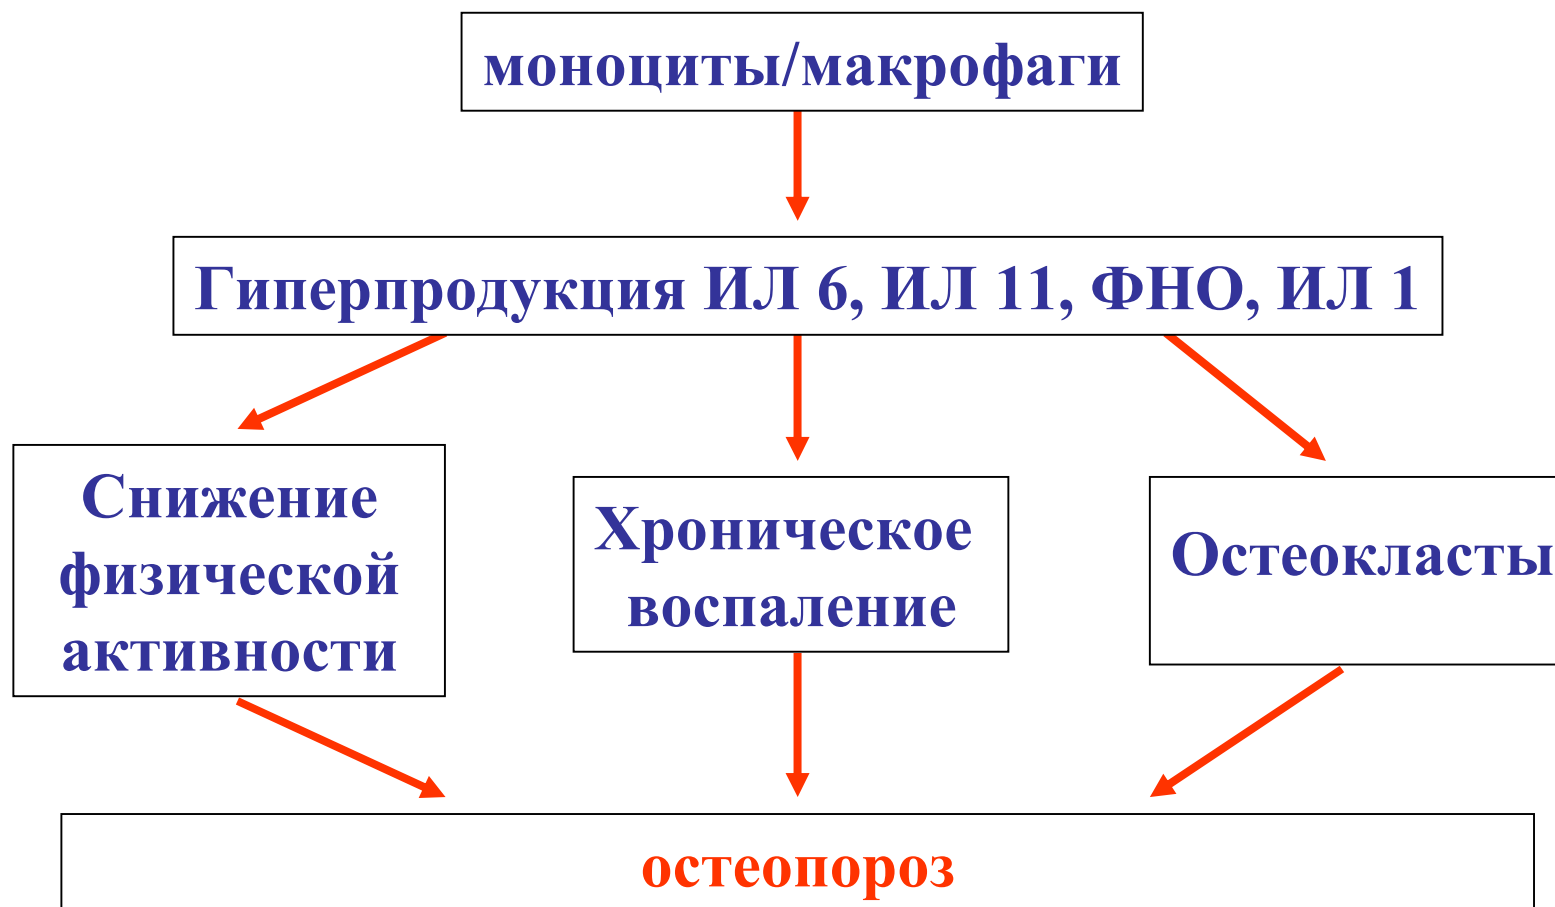 моноциты/макрофаги
Гиперпродукция ИЛ 6, ИЛ 11, ФНО, ИЛ 1
Снижение
физической
активности
Хроническое
воспаление
Остеокласты
остеопороз